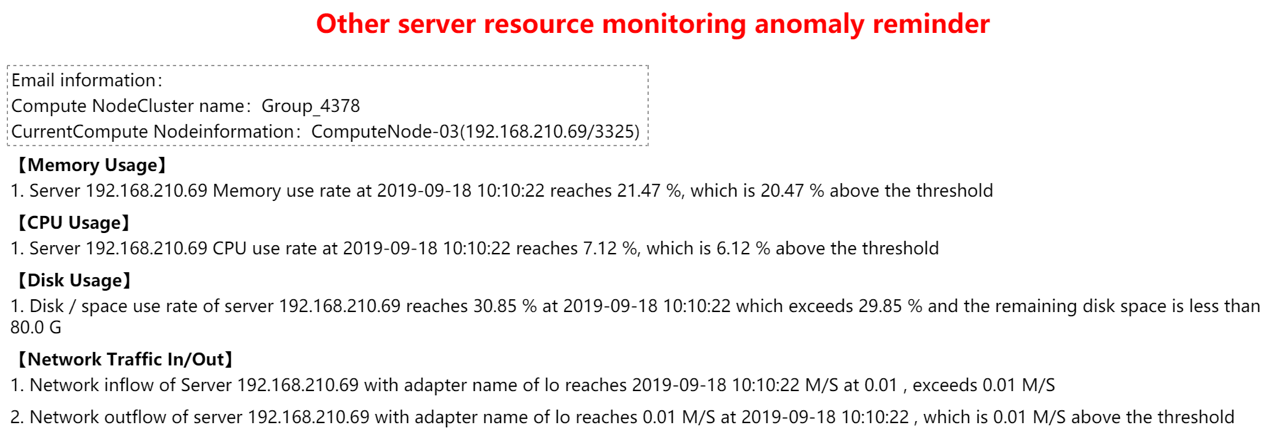 Other server resource monitoring anomaly reminder
Email information：
Compute NodeCluster name：Group_4378
CurrentCompute Nodeinformation：ComputeNode-03(192.168.210.69/3325)
【Memory Usage】
1. Server 192.168.210.69 Memory use rate at 2019-09-18 10:10:22 reaches 21.47 %, which is 20.47 % above the threshold
【CPU Usage】
1. Server 192.168.210.69 CPU use rate at 2019-09-18 10:10:22 reaches 7.12 %, which is 6.12 % above the threshold
【Disk Usage】
1. Disk / space use rate of server 192.168.210.69 reaches 30.85 % at 2019-09-18 10:10:22 which exceeds 29.85 % and the remaining disk space is less than
80.0 G
【Network Traffic In/Out】
1. Network inflow of Server 192.168.210.69 with adapter name of lo reaches 2019-09-18 10:10:22 M/S at 0.01 , exceeds 0.01 M/S
2. Network outflow of server 192.168.210.69 with adapter name of lo reaches 0.01 M/S at 2019-09-18 10:10:22 , which is 0.01 M/S above the threshold